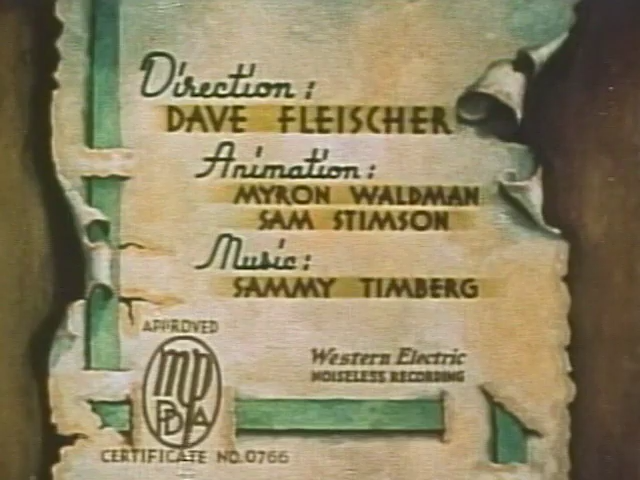 Direction:
DAVE FLEISCHER
Animation:
MYRON WALDMAN
SAM STIMSON
Music:
SAMMY TIMBERG
APPROVED
MPPDA
Western Electric
NOISELESS RECORDING
CERTIFICATE NO. 0766